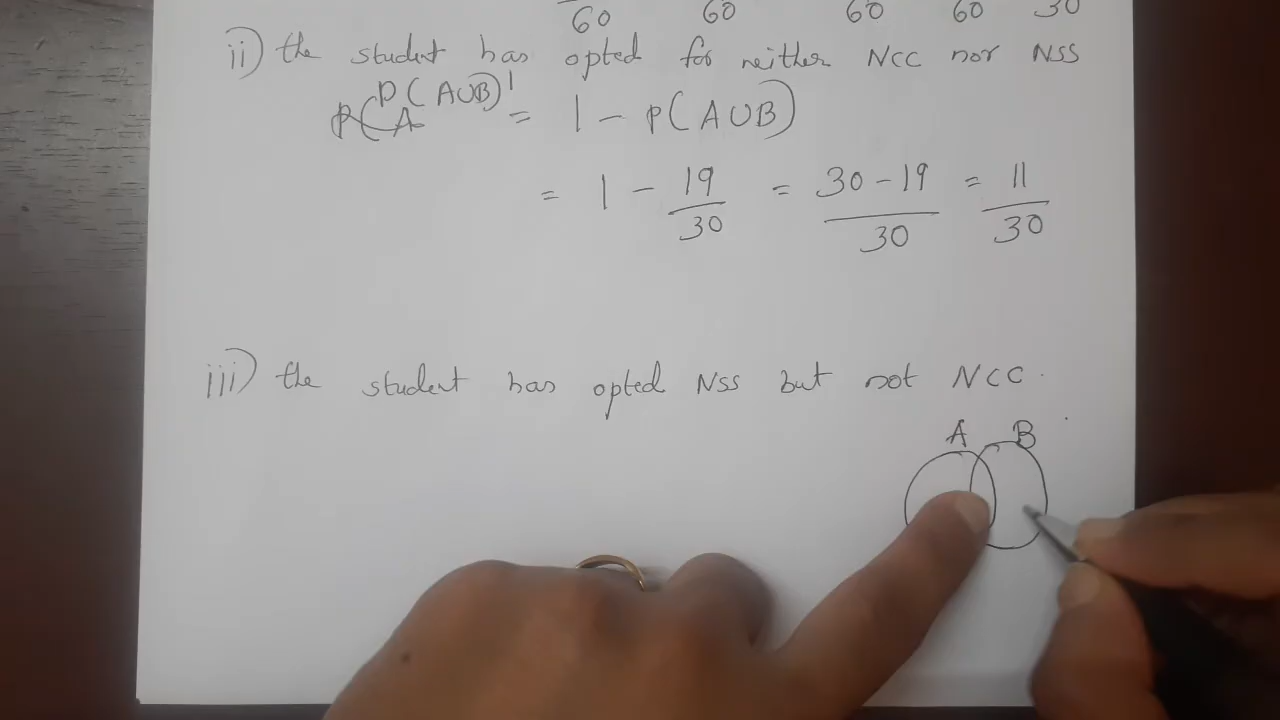 60 60 60 60 30
ii) the student has opted for neither NCC nor NSS
P(A∪B)'
P(A = 1 - P(A∪B)
= 1 - 19/30 = 30-19/30 = 11/30
iii) the student has opted NSS but not NCC.
A B